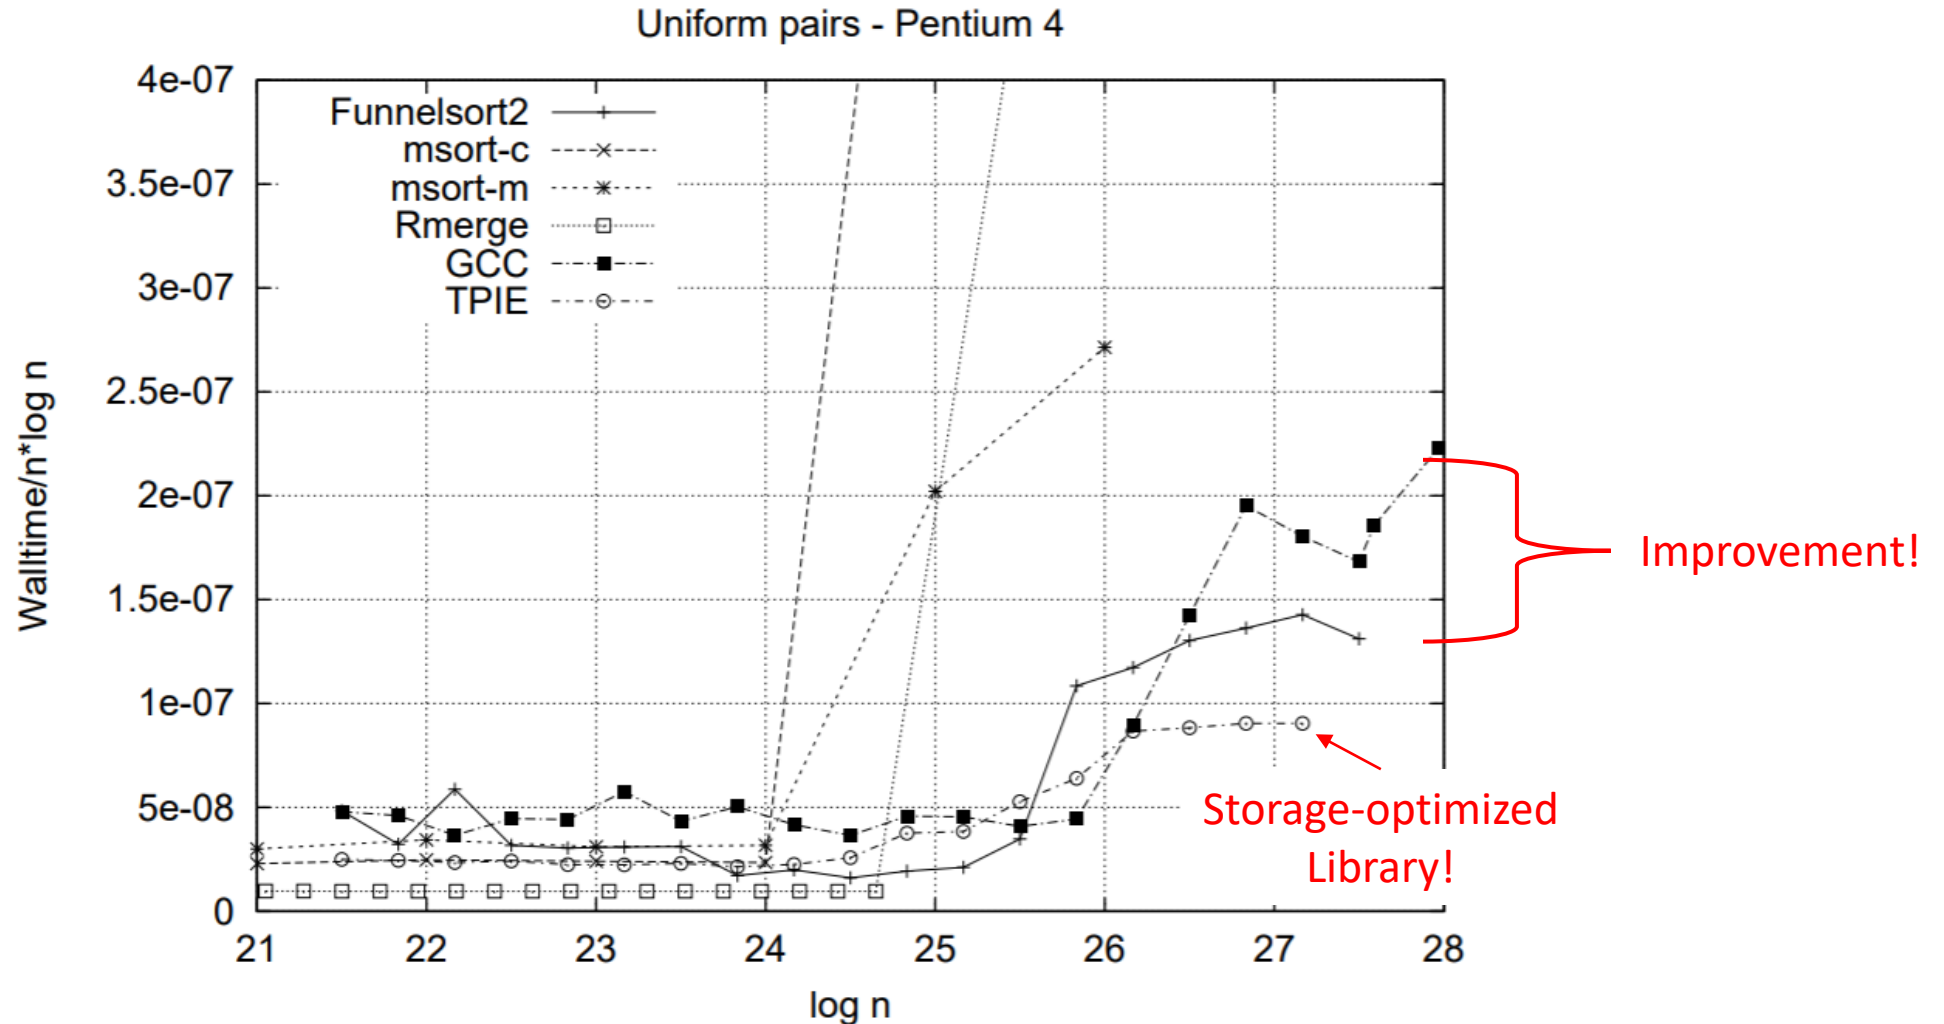 Uniform pairs - Pentium 4
4e-07
3.5e-07
3e-07
2.5e-07
2e-07
1.5e-07
1e-07
5e-08
0
Walltime/n*log n
Funnelsort2
msort-c
msort-m
Rmerge
GCC
TPIE
Improvement!
Storage-optimized
Library!
21 22 23 24 25 26 27 28
log n